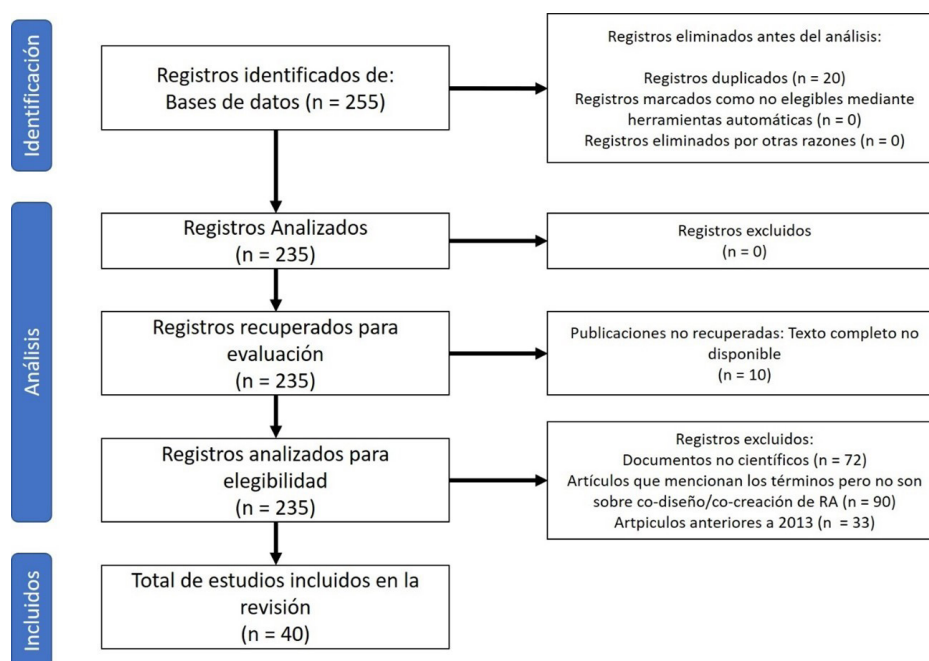 Identificación
Registros identificados de:
Bases de datos (n = 255)
Registros eliminados antes del análisis:
Registros duplicados (n = 20)
Registros marcados como no elegibles mediante
herramientas automáticas (n = 0)
Registros eliminados por otras razones (n = 0)
Análisis
Registros Analizados
(n = 235)
Registros excluidos
(n = 0)
Registros recuperados para
evaluación
(n = 235)
Publicaciones no recuperadas: Texto completo no
disponible
(n = 10)
Registros analizados para
elegibilidad
(n = 235)
Registros excluidos:
Documentos no científicos (n = 72)
Artículos que mencionan los términos pero no son
sobre co-diseño/co-creación de RA (n = 90)
Artpiculos anteriores a 2013 (n  = 33)
Incluidos
Total de estudios incluidos en la
revisión
(n = 40)